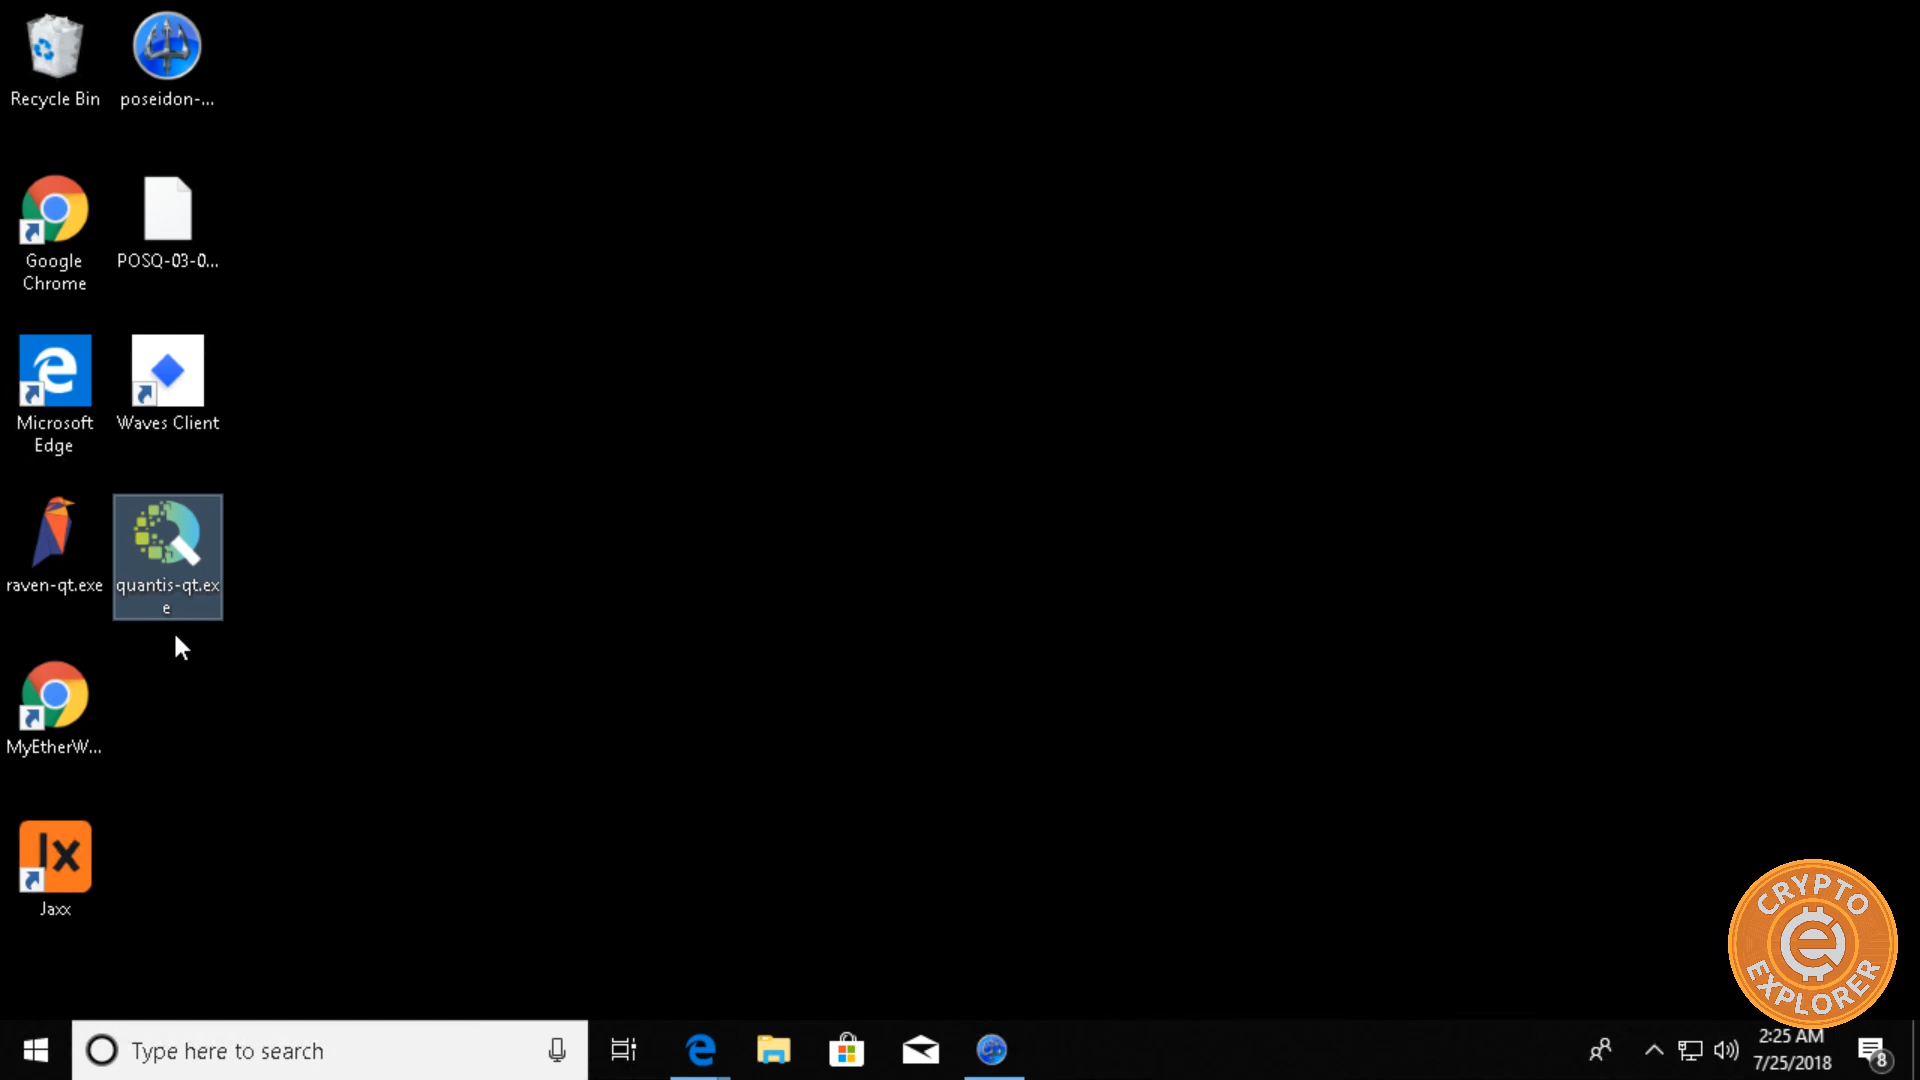 Recycle Bin
poseidon-...
Google
Chrome
POSQ-03-0...
Microsoft
Edge
Waves Client
raven-qt.exe
quantis-qt.ex
e
MyEtherW...
Jaxx
CRYPTO
EXPLORER
Type here to search
2:25 AM
7/25/2018
8